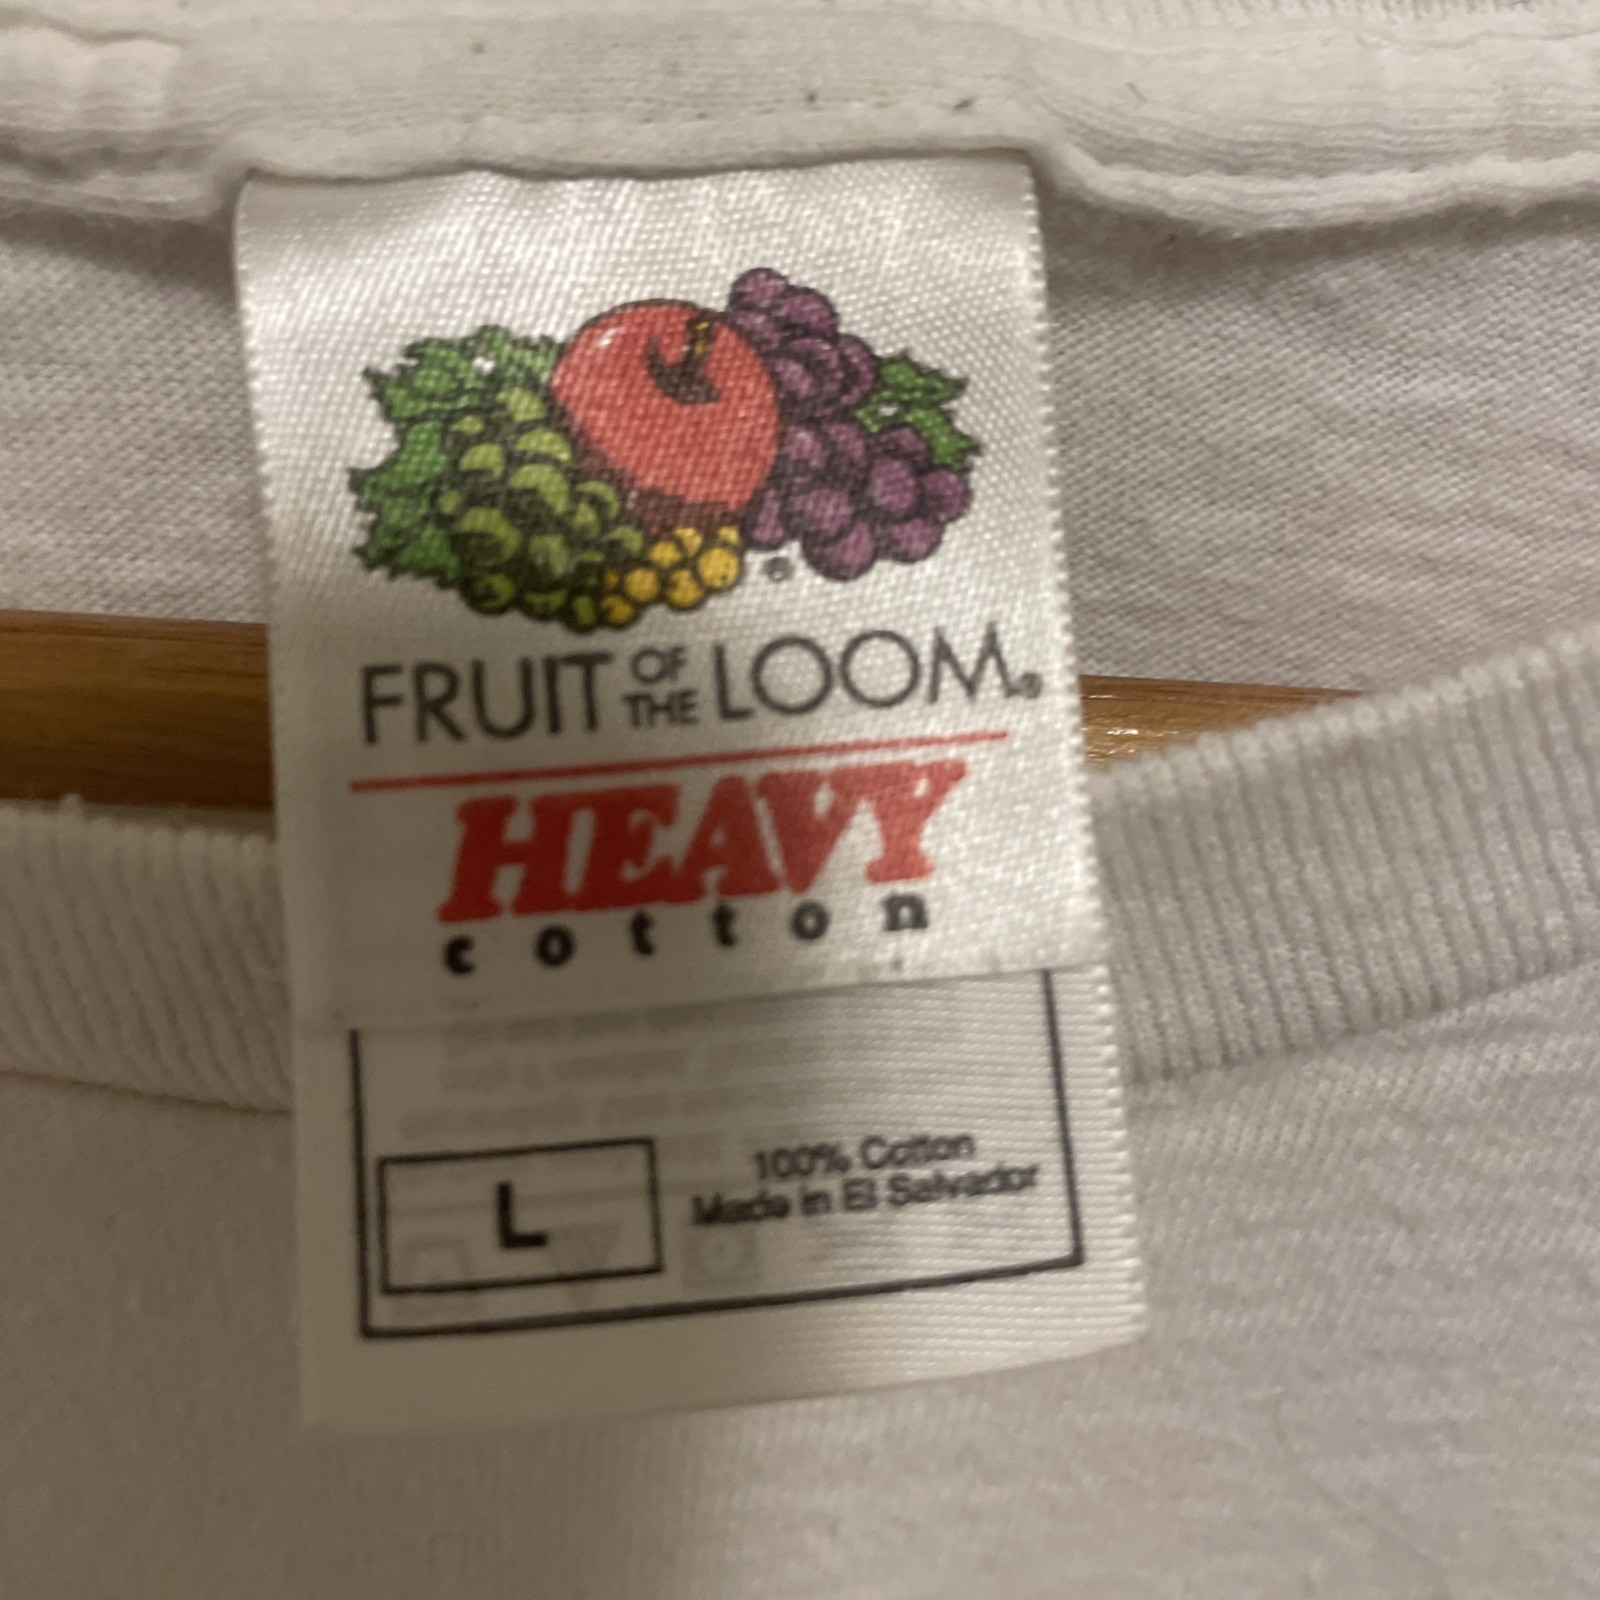 FRUIT OF THE LOOM®
HEAVY
cotton
L
100% Cotton
Made in El Salvador